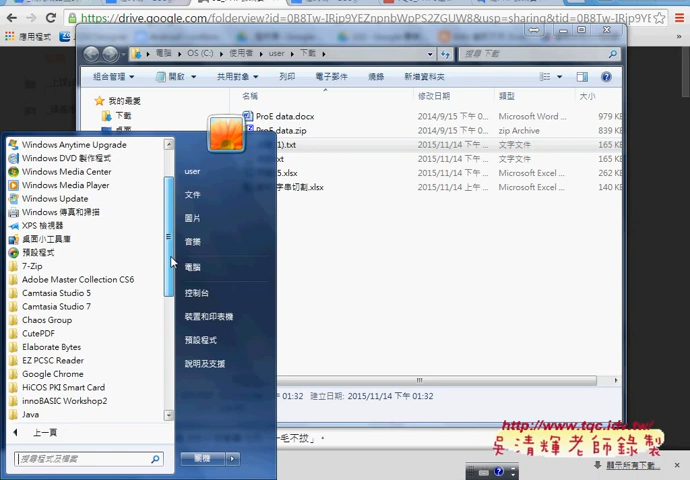 https://drive.google.com/folderview?id=0B8Tw-IRjp9YEZnpnbWpPS2ZGUW8&usp=sharing&tid=0B8Tw-IRjp9YE
應用程式
電腦 ▸ OS (C:) ▸ 使用者 ▸ user ▸ 下載
搜尋 下載
組合管理 開啟 共用對象 列印 電子郵件 燒錄 新增資料夾
我的最愛
下載
桌面
名稱 修改日期 類型 大小
ProE data.docx 2014/9/15 下午 0... Microsoft Word ... 979 KB
ProE data.zip 2014/9/15 下午 0... zip Archive 839 KB
1).txt 2015/11/14 下午 ... 文字文件 165 KB
xt 2015/11/14 下午 ... 文字文件 165 KB
5.xlsx 2015/11/14 下午 ... Microsoft Excel ... 262 KB
字串切割.xlsx 2015/11/14 下午 ... Microsoft Excel ... 140 KB
Windows Anytime Upgrade
Windows DVD 製作程式
Windows Media Center
Windows Media Player
Windows Update
Windows 傳真和掃描
XPS 檢視器
桌面小工具庫
預設程式
7-Zip
Adobe Master Collection CS6
Camtasia Studio 5
Camtasia Studio 7
Chaos Group
CutePDF
Elaborate Bytes
EZ PCSC Reader
Google Chrome
HiCOS PKI Smart Card
innoBASIC Workshop2
Java
上一頁
搜尋程式及檔案
user
文件
圖片
音樂
電腦
控制台
裝置和印表機
預設程式
說明及支援
關機
午 01:32 建立日期: 2015/11/14 下午 01:32
一毛不拔」。
http://www.tqc.idv.tw/
吳清輝老師錄製
顯示所有下載...